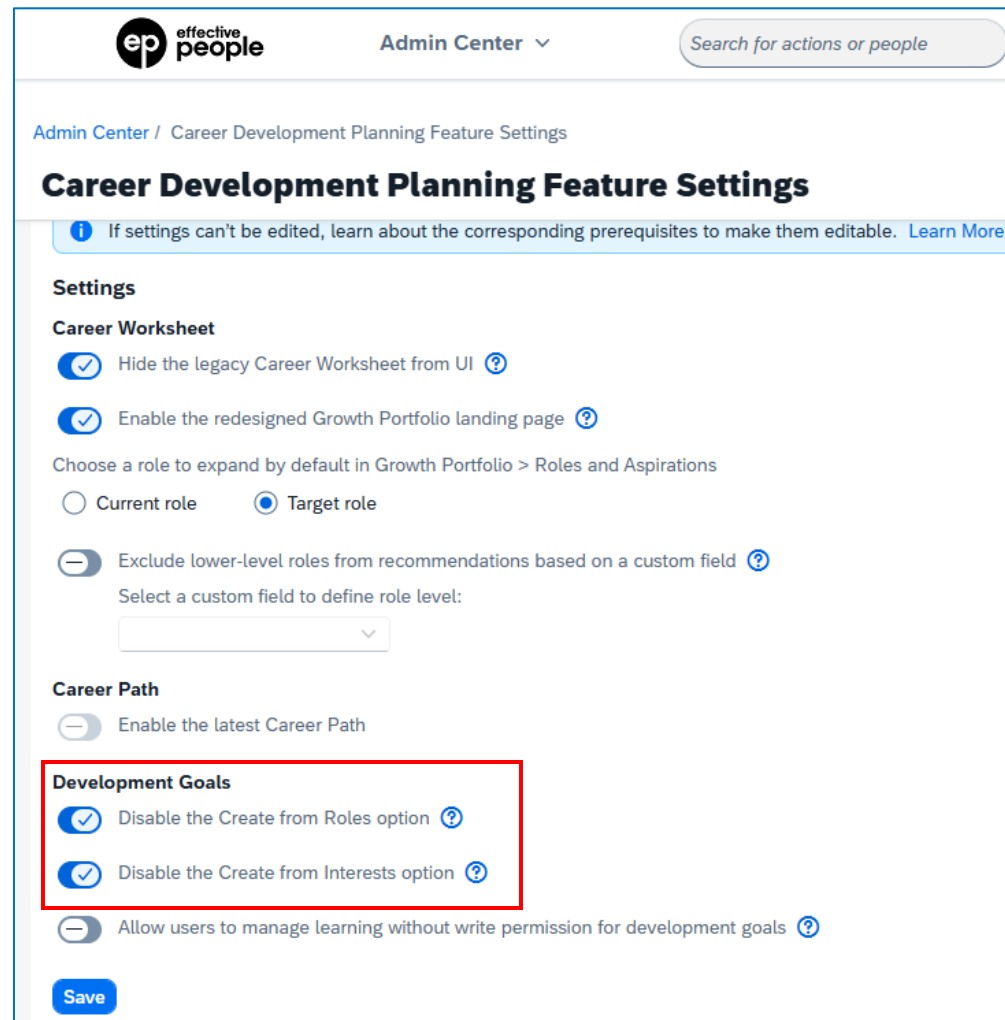 ep effective people
Admin Center
Search for actions or people
Admin Center / Career Development Planning Feature Settings
Career Development Planning Feature Settings
If settings can't be edited, learn about the corresponding prerequisites to make them editable. Learn More
Settings
Career Worksheet
Hide the legacy Career Worksheet from UI
Enable the redesigned Growth Portfolio landing page
Choose a role to expand by default in Growth Portfolio > Roles and Aspirations
Current role Target role
Exclude lower-level roles from recommendations based on a custom field
Select a custom field to define role level:
Career Path
Enable the latest Career Path
Development Goals
Disable the Create from Roles option
Disable the Create from Interests option
Allow users to manage learning without write permission for development goals
Save